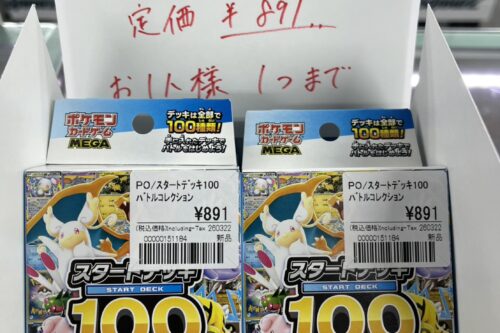 定価 ¥891
お1人様 1つまで
ポケモン
カードゲーム
MEGA
デッキは全部で
100種類!
PO/スタートデッキ100
バトルコレクション
¥891
(税込価格)Including-Tax 260322
00000151184 新品
スタートデッキ
START DECK
100
ポケモン
カードゲーム
MEGA
デッキは全部で
100種類!
PO/スタートデッキ100
バトルコレクション
¥891
(税込価格)Including-Tax 260322
00000151184 新品
スタートデッキ
START DECK
100